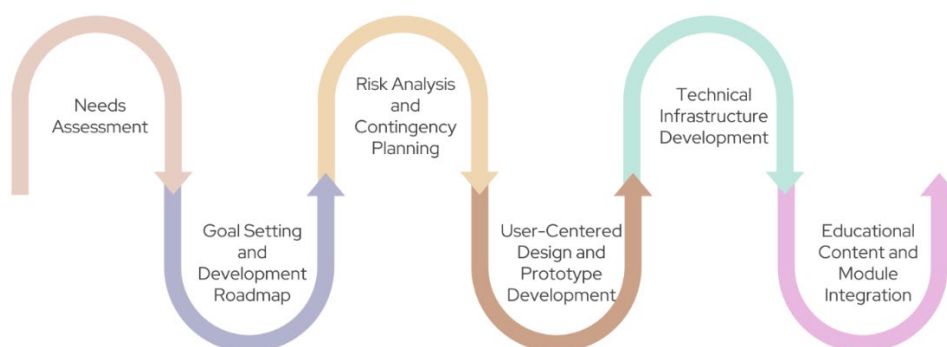 Needs
Assessment
Goal Setting
and
Development
Roadmap
Risk Analysis
and
Contingency
Planning
User-Centered
Design and
Prototype
Development
Technical
Infrastructure
Development
Educational
Content and
Module
Integration